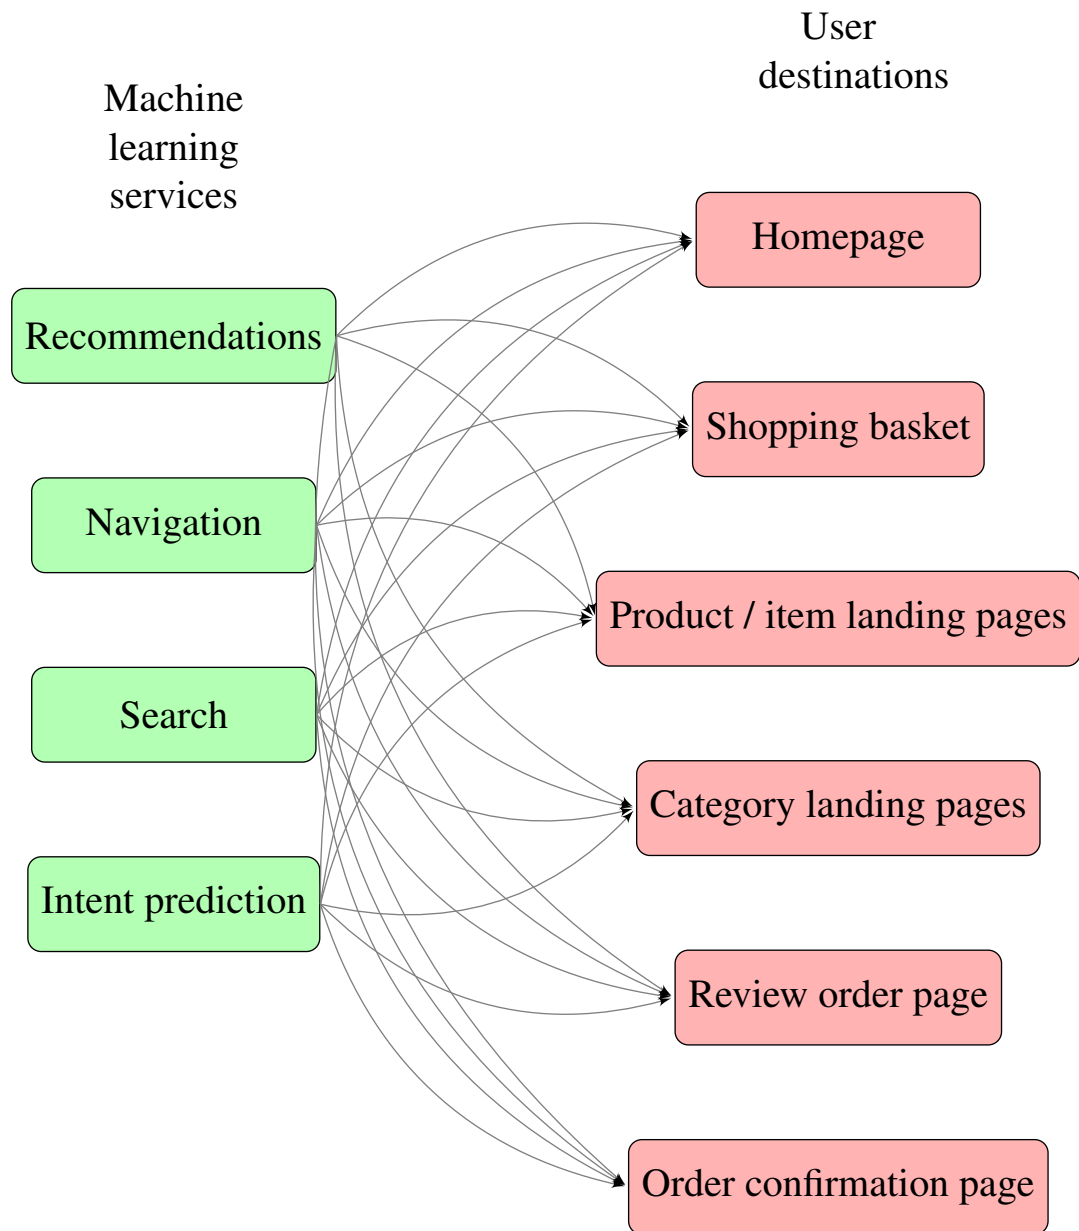 Machine
learning
services
Recommendations
Navigation
Search
Intent prediction
User
destinations
Homepage
Shopping basket
Product / item landing pages
Category landing pages
Review order page
Order confirmation page